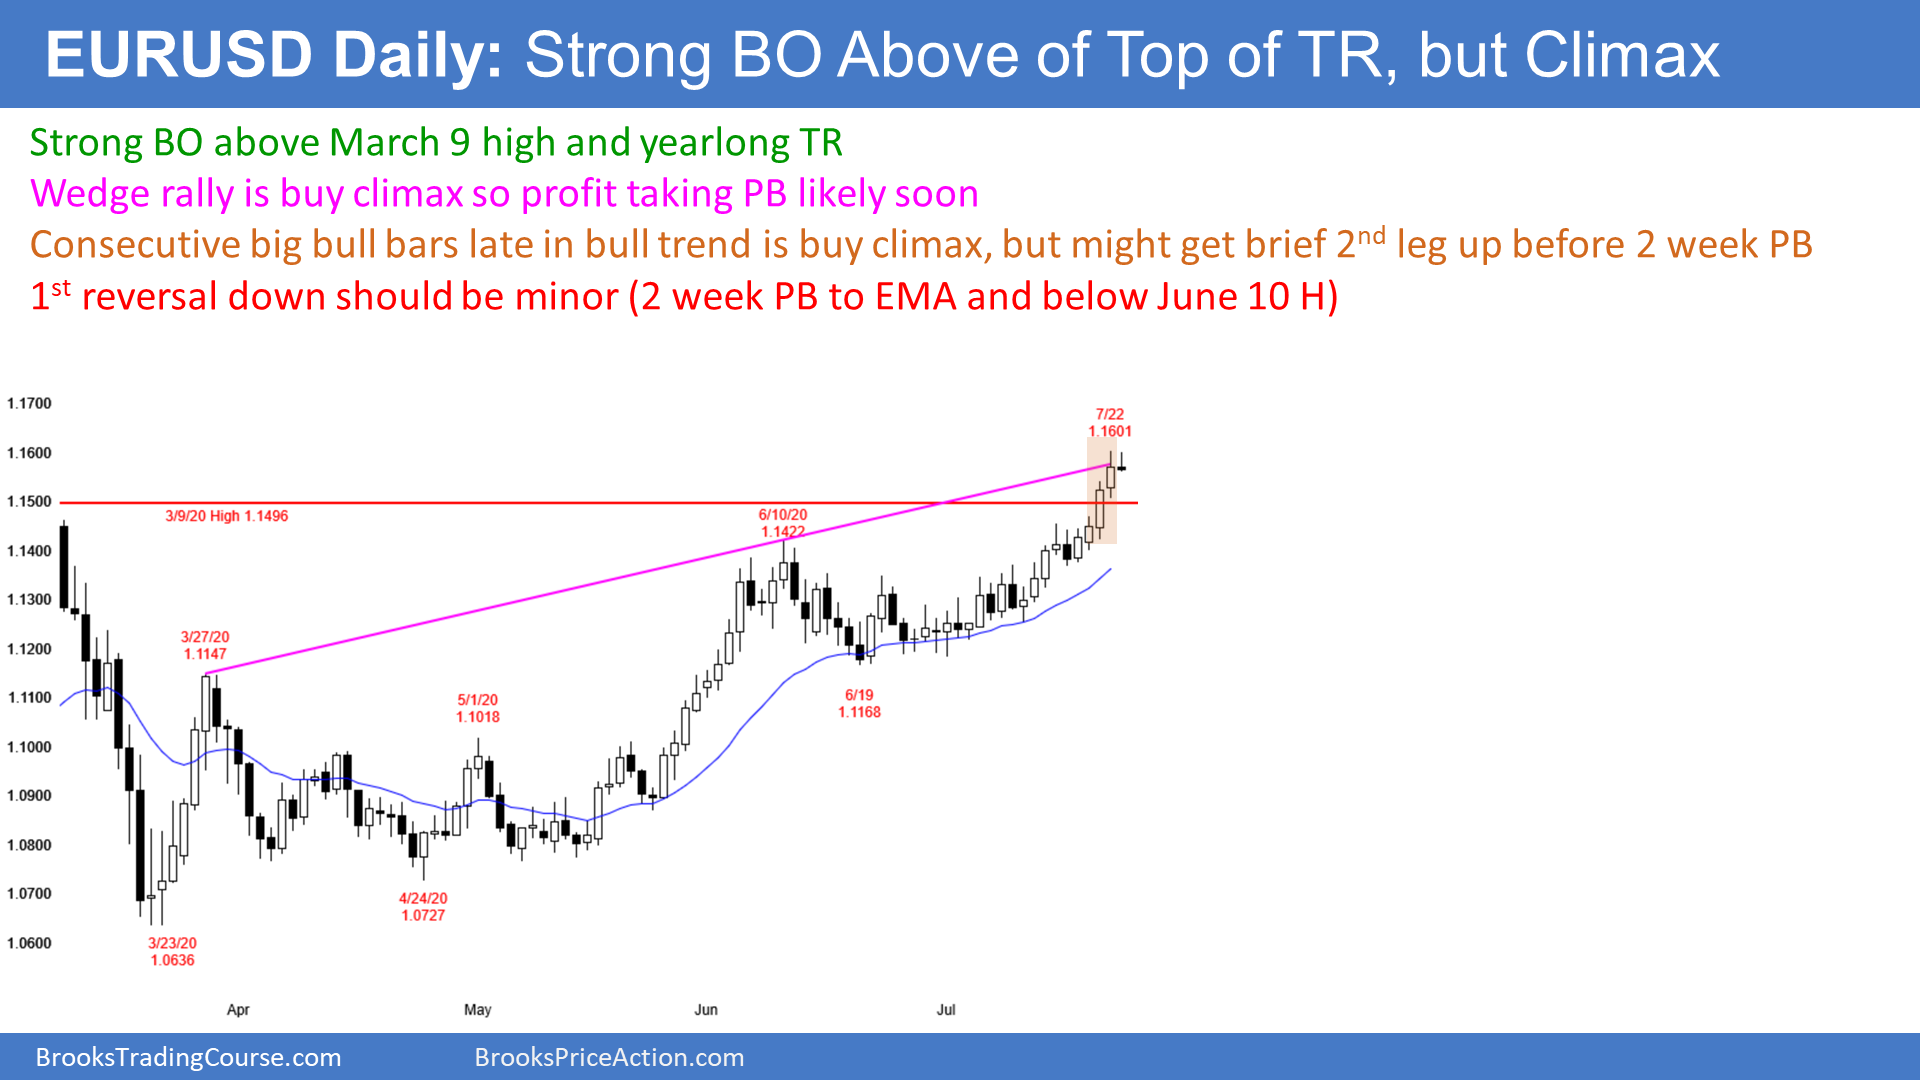 EURUSD Daily: Strong BO Above of Top of TR, but Climax
Strong BO above March 9 high and yearlong TR
Wedge rally is buy climax so profit taking PB likely soon
Consecutive big bull bars late in bull trend is buy climax, but might get brief 2nd leg up before 2 week PB
1st reversal down should be minor (2 week PB to EMA and below June 10 H)
1.1700
7/22
1.1601
1.1600
1.1500
3/9/20 High 1.1496
6/10/20
1.1422
1.1400
1.1300
3/27/20
1.1147
1.1200
1.1100
5/1/20
1.1018
6/19
1.1168
1.1000
1.0900
1.0800
1.0700
4/24/20
1.0727
1.0600
3/23/20
1.0636
Apr
May
Jun
Jul
BrooksTradingCourse.com
BrooksPriceAction.com